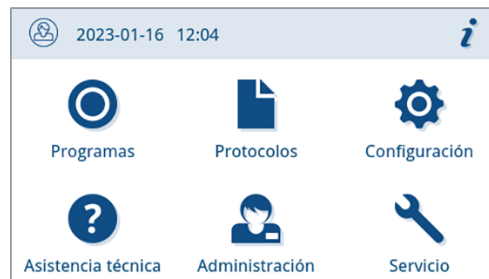 2023-01-16 12:04
i
Programas Protocolos Configuración
?
Asistencia técnica Administración Servicio